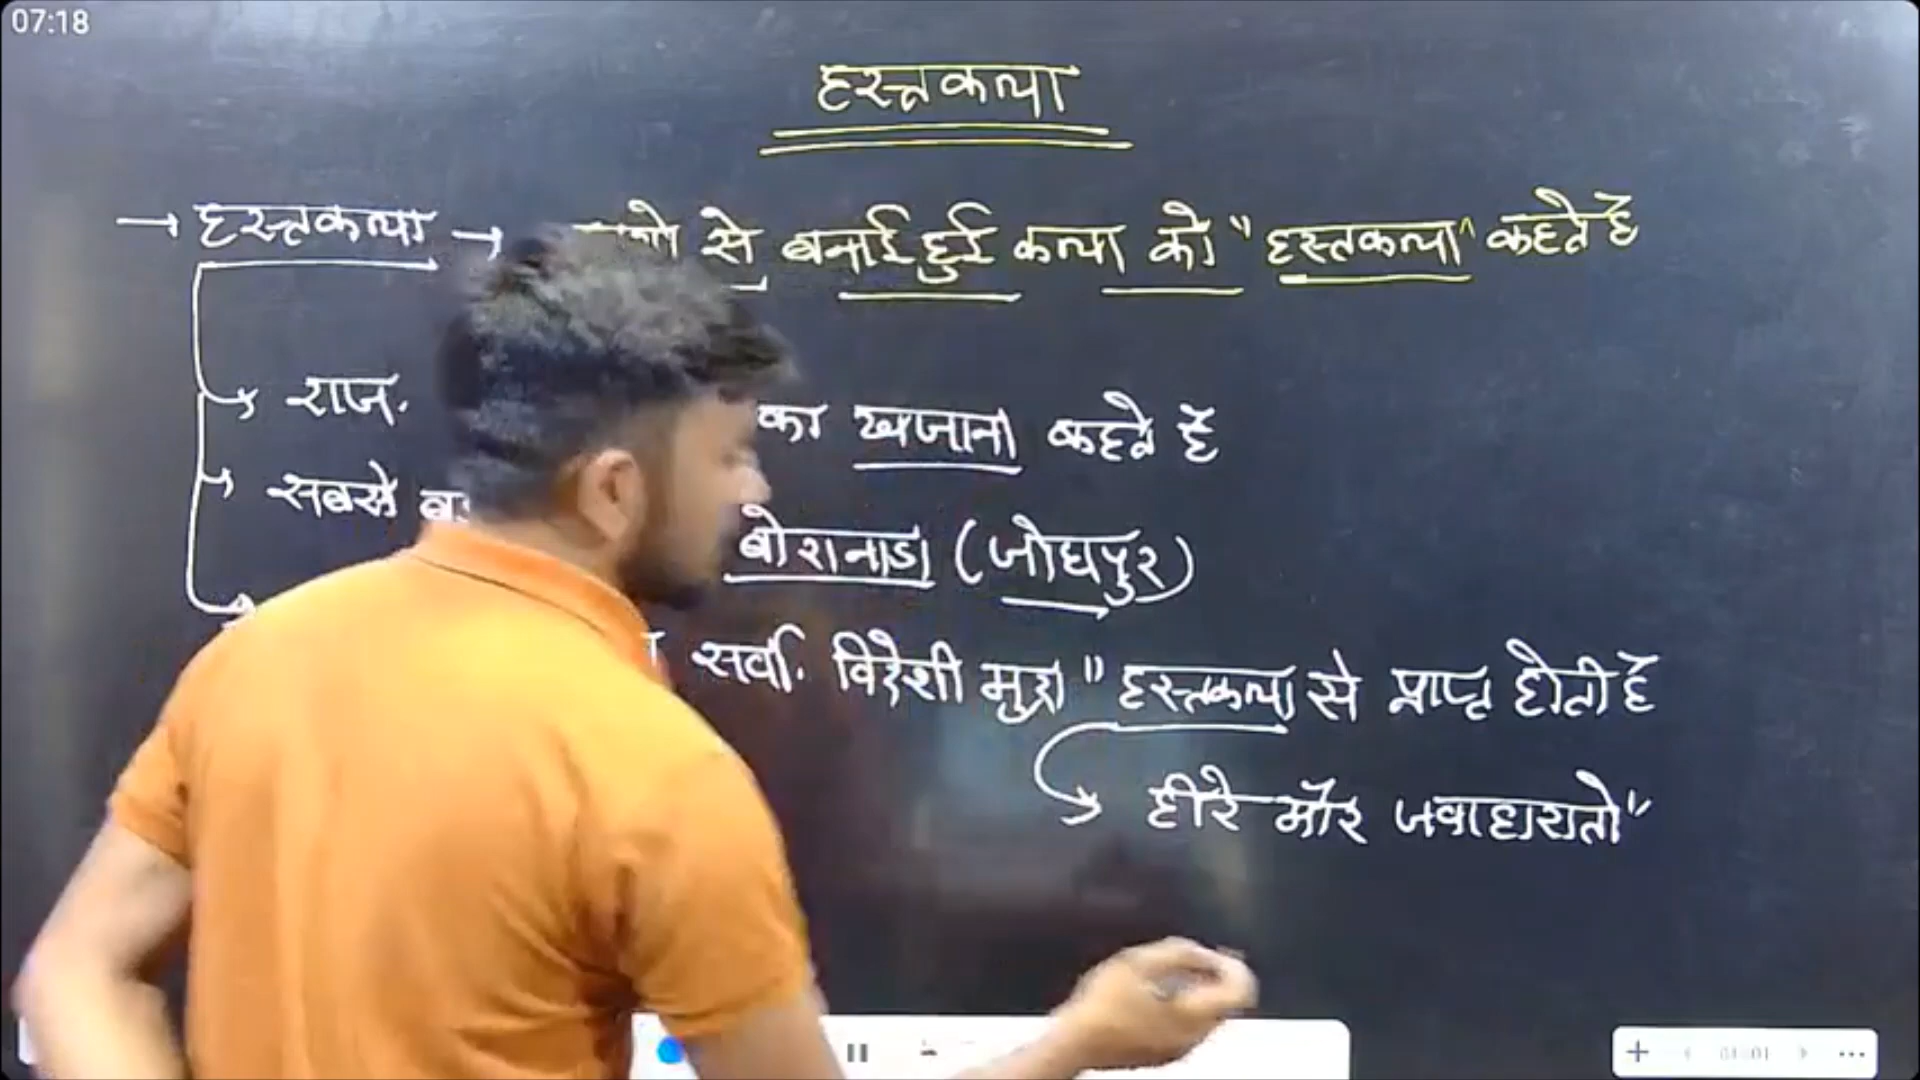 07:18
हस्तकला
→ हस्तकला → से बनाई हुई कला को "हस्तकला" कहते है
राज. का खजाना कहते है
सबसे बोरानाडा (जोधपुर)
सर्वा. विदेशी मुद्रा "हस्तकला से प्राप्त होती है
हीरे और जवाहारातो"